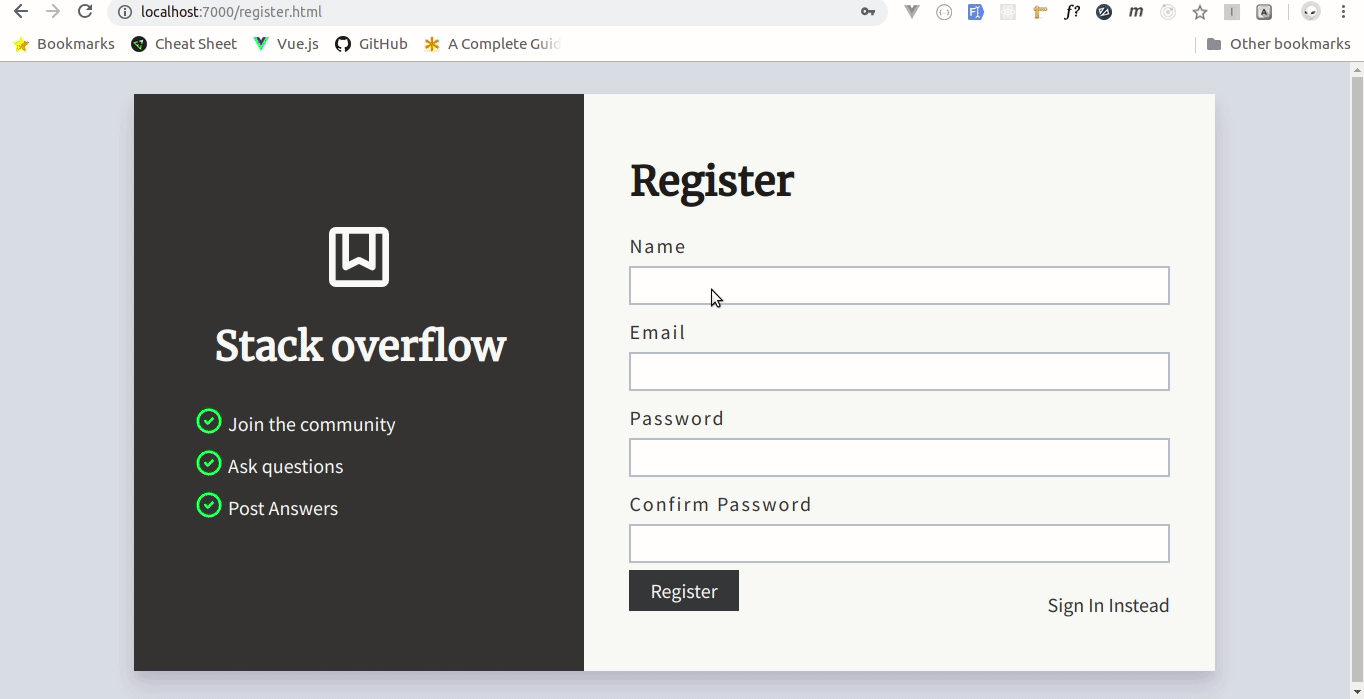 localhost:7000/register.html
f?
m
Bookmarks
Cheat Sheet
Vue.js
GitHub
A Complete Guid
Other bookmarks
Register
Name
Email
Stack overflow
Password
Join the community
Ask questions
Confirm Password
Post Answers
Register
Sign In Instead